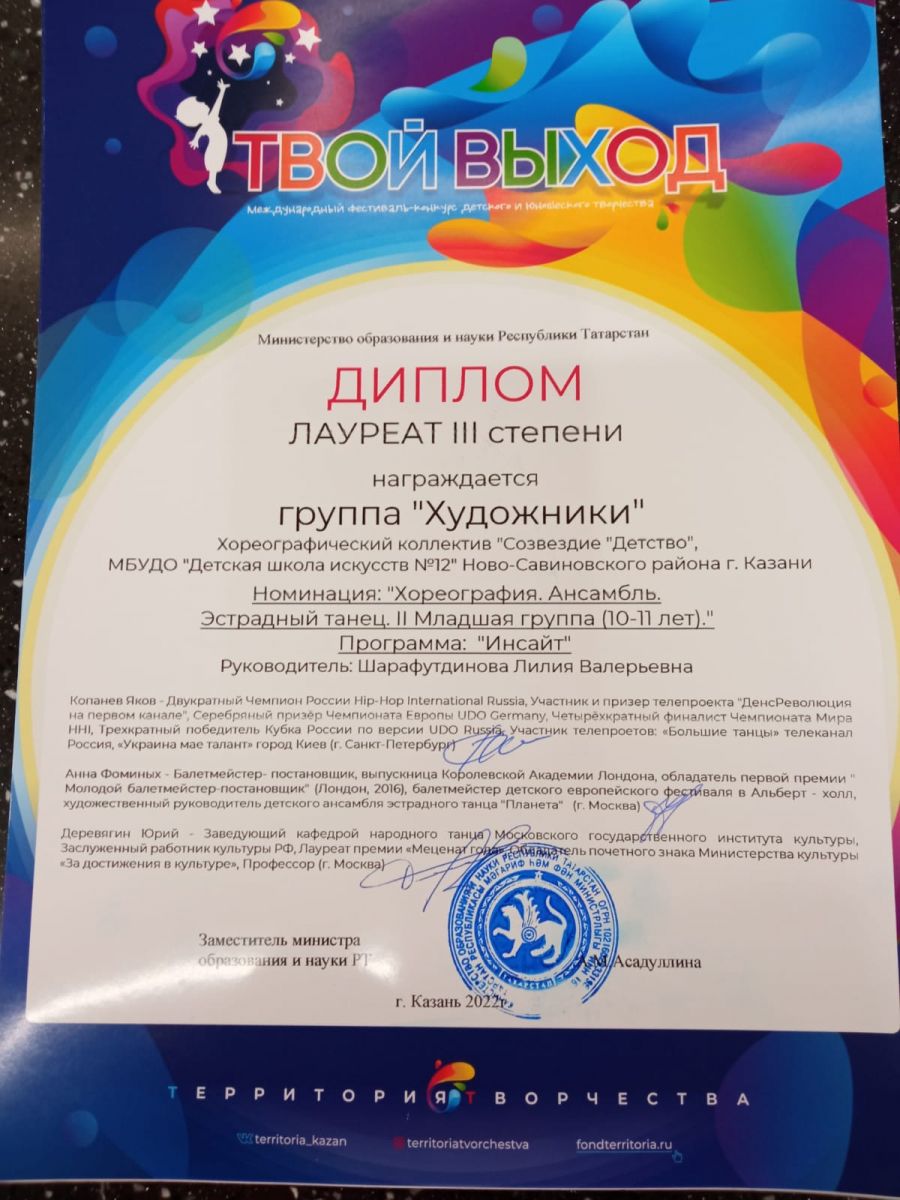 ТВОЙ ВЫХОД
Международный фестиваль-конкурс детского и юношеского творчества
Министерство образования и науки Республики Татарстан
ДИПЛОМ
ЛАУРЕАТ III степени
награждается
группа "Художники"
Хореографический коллектив "Созвездие "Детство",
МБУДО "Детская школа искусств №12" Ново-Савиновского района г. Казани
Номинация: "Хореография. Ансамбль.
Эстрадный танец. II Младшая группа (10-11 лет)."
Программа: "Инсайт"
Руководитель: Шарафутдинова Лилия Валерьевна
Копанев Яков - Двукратный Чемпион России Hip-Hop International Russia, Участник и призер телепроекта "ДенсРеволюция
на первом канале", Серебряный призёр Чемпионата Европы UDO Germany, Четырёхкратный финалист Чемпионата Мира
HHI, Трехкратный победитель Кубка России по версии UDO Russia, Участник телепроетов: «Большие танцы» телеканал
Россия, «Украина мае талант» город Киев (г. Санкт-Петербург)
Анна Фоминых - Балетмейстер- постановщик, выпускница Королевской Академии Лондона, обладатель первой премии "
Молодой балетмейстер-постановщик" (Лондон, 2016), балетмейстер детского европейского фестиваля в Альберт - холл,
художественный руководитель детского ансамбля эстрадного танца "Планета" (г. Москва)
Деревягин Юрий - Заведующий кафедрой народного танца Московского государственного института культуры,
Заслуженный работник культуры РФ, Лауреат премии «Меценат года», Обладатель почетного знака Министерства культуры
«За достижения в культуре», Профессор (г. Москва)
Заместитель министра
образования и науки РТ
А.М.Асадуллина
ТАТАРСТАН
г. Казань 2022г
ТЕРРИТОРИЯ ТВОРЧЕСТВА
territoria_kazan
territoriatvorchestva
fondterritoria.ru